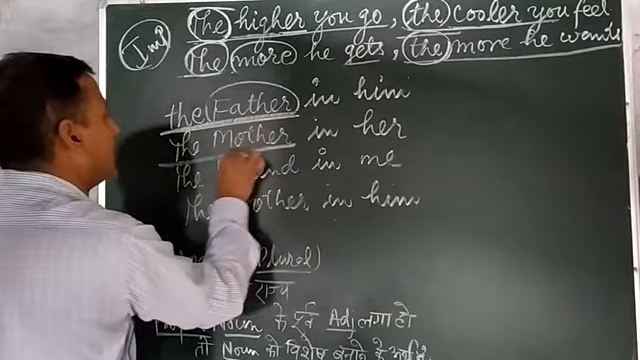 Imp
The higher you go, the cooler you feel
The more he gets, the more he wants
the Father in him
The Mother in her
The in me
the in him
Plural)
राज्य
Noun के पूर्व Adj लगा हो
तो Noun को विशेष बनाने के